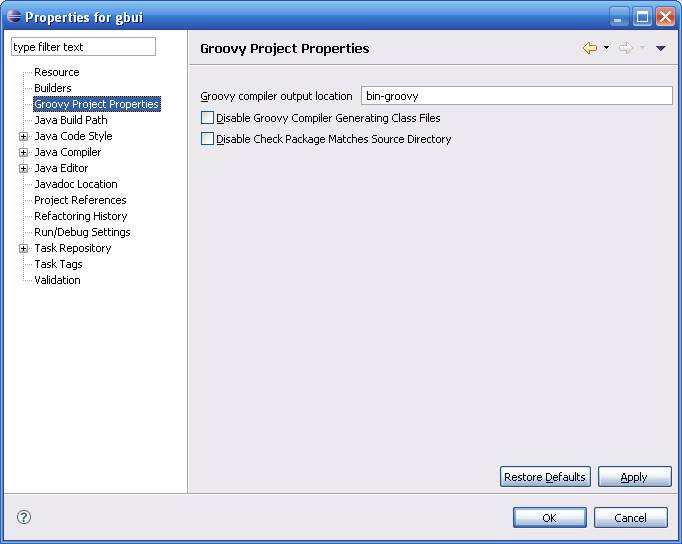 Properties for gbui
type filter text
Resource
Builders
Groovy Project Properties
Java Build Path
Java Code Style
Java Compiler
Java Editor
Javadoc Location
Project References
Refactoring History
Run/Debug Settings
Task Repository
Task Tags
Validation
Groovy Project Properties
Groovy compiler output location bin-groovy
Disable Groovy Compiler Generating Class Files
Disable Check Package Matches Source Directory
Restore Defaults Apply
? OK Cancel